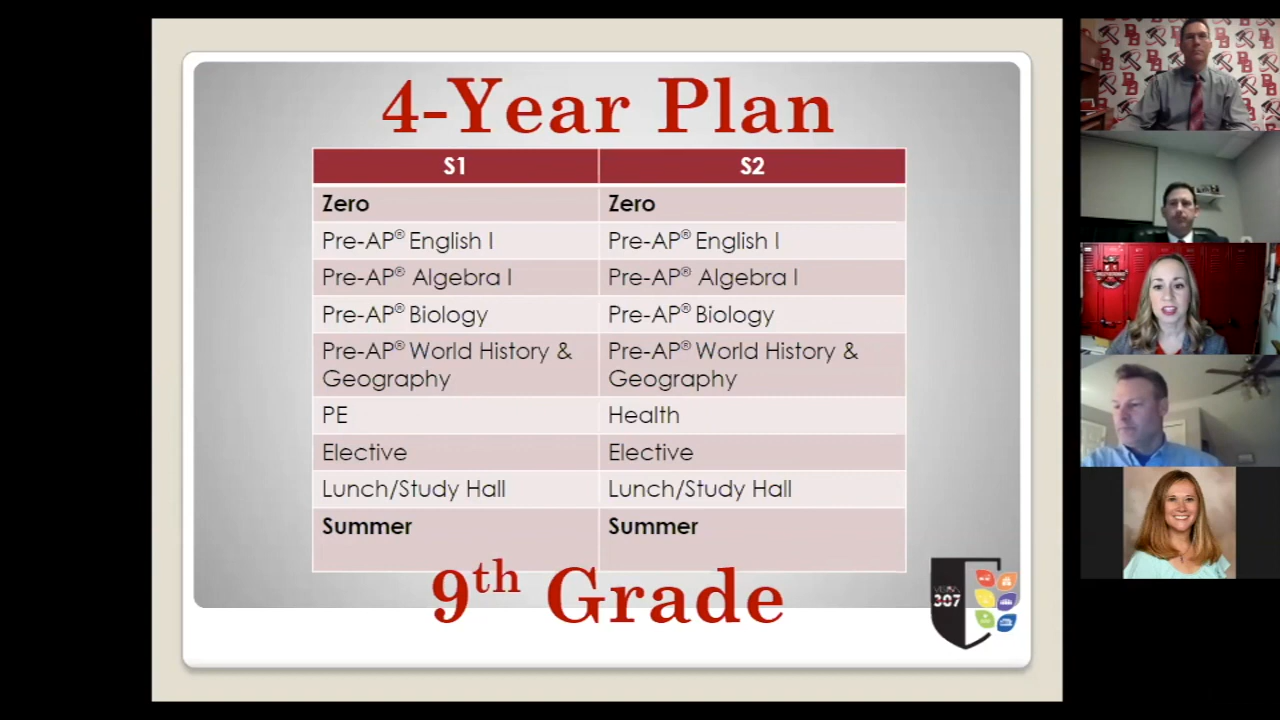 4-Year Plan
S1 S2
Zero Zero
Pre-AP® English I Pre-AP® English I
Pre-AP® Algebra I Pre-AP® Algebra I
Pre-AP® Biology Pre-AP® Biology
Pre-AP® World History & Pre-AP® World History &
Geography Geography
PE Health
Elective Elective
Lunch/Study Hall Lunch/Study Hall
Summer Summer
9th Grade
307